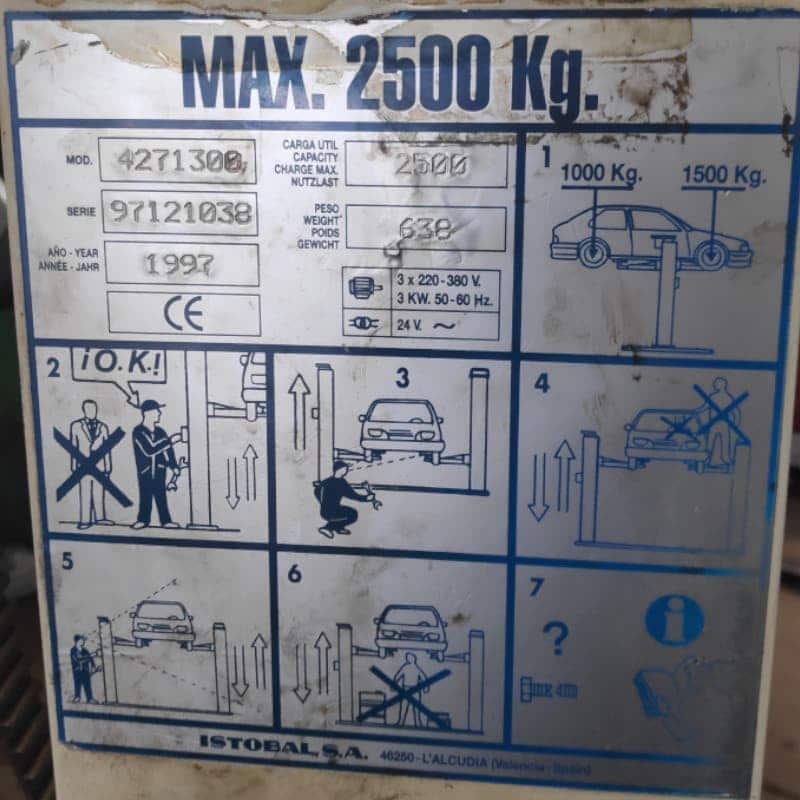 MAX. 2500 Kg.
MOD. 4271300
SERIE 97121038
AÑO - YEAR
ANNÉE - JAHR
1997
CE
CARGA UTIL
CAPACITY
CHARGE MAX.
NUTZLAST
2500
PESO
WEIGHT
POIDS
GEWICHT
638
3 x 220-380 V.
3 KW. 50-60 Hz.
24 V. ~
1
1000 Kg. 1500 Kg.
2
¡O.K.!
3
4
5
6
7
?
i
ISTOBAL, S.A. 46250 - L'ALCUDIA (Valencia - Spain)